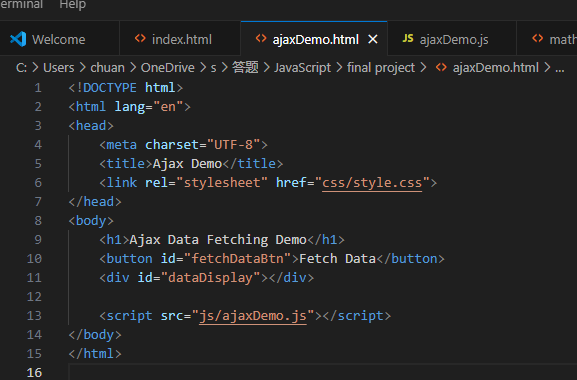 erminal Help
Welcome index.html ajaxDemo.html JS ajaxDemo.js math
C: > Users > chuan > OneDrive > s > 答题 > JavaScript > final project > ajaxDemo.html > ...
1 <!DOCTYPE html>
2 <html lang="en">
3 <head>
4 <meta charset="UTF-8">
5 <title>Ajax Demo</title>
6 <link rel="stylesheet" href="css/style.css">
7 </head>
8 <body>
9 <h1>Ajax Data Fetching Demo</h1>
10 <button id="fetchDataBtn">Fetch Data</button>
11 <div id="dataDisplay"></div>
12
13 <script src="js/ajaxDemo.js"></script>
14 </body>
15 </html>
16